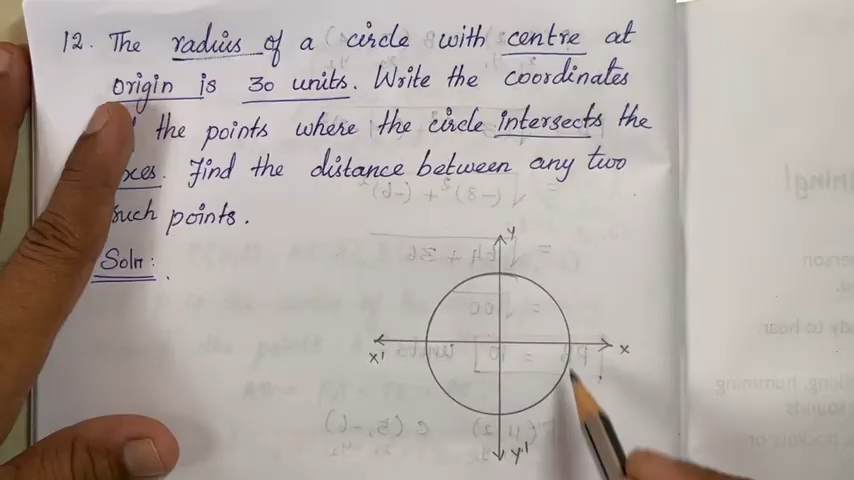 12. The radius of a circle with centre at
origin is 30 units. Write the coordinates
the points where the circle intersects the
Find the distance between any two
such points.
Soln:
Y
X' X
Y'